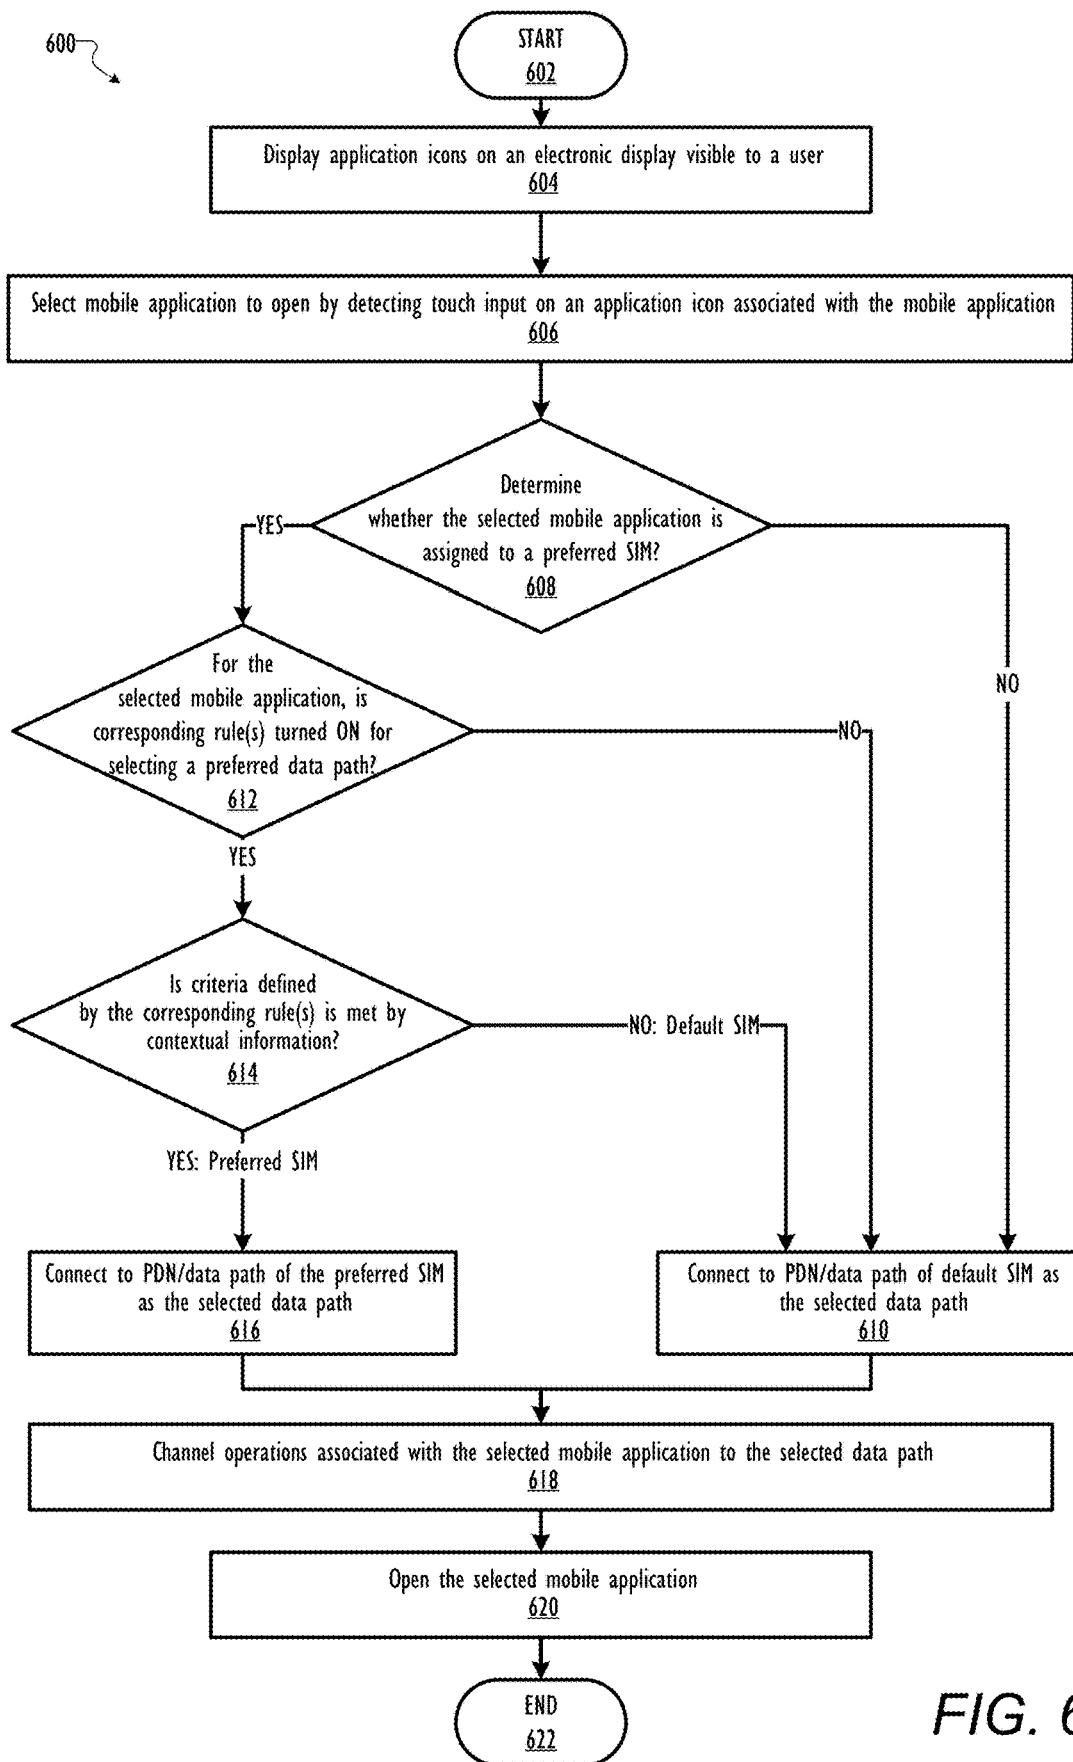 600
START
602
Display application icons on an electronic display visible to a user
604
Select mobile application to open by detecting touch input on an application icon associated with the mobile application
606
Determine
whether the selected mobile application is
assigned to a preferred SIM?
608
YES
NO
For the
selected mobile application, is
corresponding rule(s) turned ON for
selecting a preferred data path?
612
NO
YES
Is criteria defined
by the corresponding rule(s) is met by
contextual information?
614
NO: Default SIM
YES: Preferred SIM
Connect to PDN/data path of the preferred SIM
as the selected data path
616
Connect to PDN/data path of default SIM as
the selected data path
610
Channel operations associated with the selected mobile application to the selected data path
618
Open the selected mobile application
620
END
622
FIG. 6